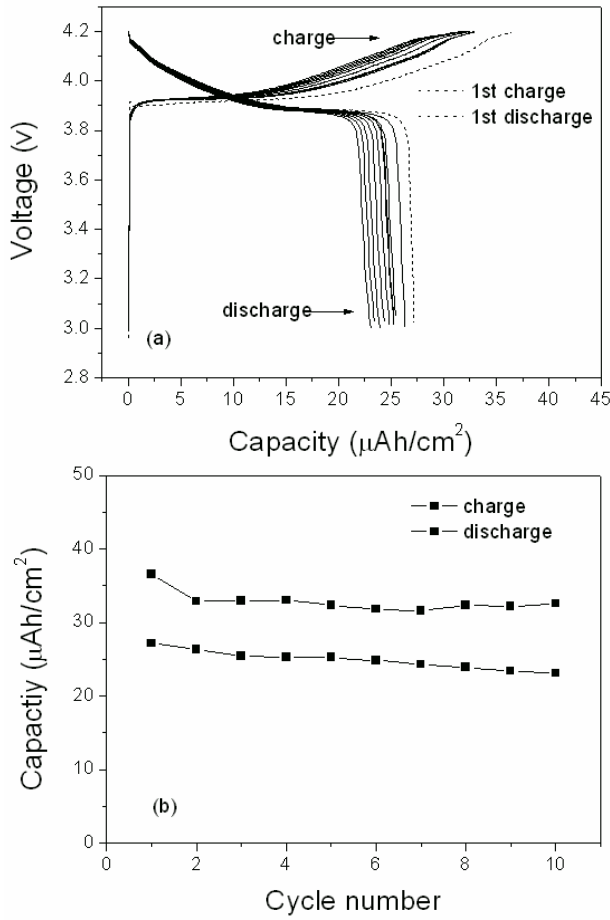 4.2
4.0
3.8
3.6
3.4
3.2
3.0
2.8
Voltage (v)
charge
1st charge
1st discharge
discharge
(a)
0 5 10 15 20 25 30 35 40 45
Capacity (μAh/cm²)
50
40
30
20
10
0
Capactiy (μAh/cm²)
charge
discharge
(b)
0 2 4 6 8 10
Cycle number